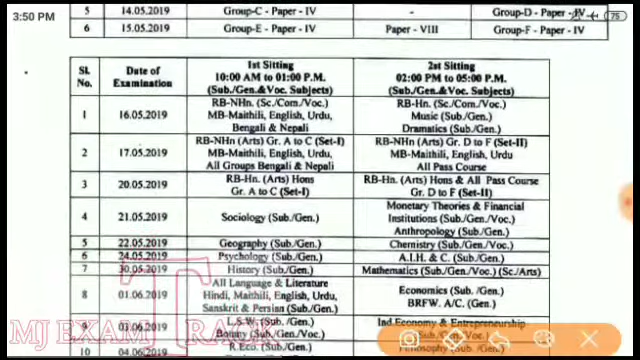 3:50 PM
75
5 14.05.2019 Group-C - Paper - IV - Group-D - Paper - IV
6 15.05.2019 Group-E - Paper - IV Paper - VIII Group-F - Paper - IV
Sl. No. Date of Examination 1st Sitting 10:00 AM to 01:00 P.M. (Sub./Gen.&Voc. Subjects) 2st Sitting 02:00 PM to 05:00 P.M. (Sub./Gen.&Voc. Subjects)
1 16.05.2019 RB-NHn. (Sc./Com./Voc.) RB-Hn. (Sc./Com./Voc.)
MB-Maithili, English, Urdu, Music (Sub./Gen.)
Bengali & Nepali Dramatics (Sub./Gen.)
2 17.05.2019 RB-NHn (Arts) Gr. A to C (Set-I) RB-NHn (Arts) Gr. D to F (Set-II)
MB-Maithili, English, Urdu, MB-Maithili, English, Urdu
All Groups Bengali & Nepali All Pass Course
3 20.05.2019 RB-Hn. (Arts) Hons RB-Hn. (Arts) Hons & All Pass Course
Gr. A to C (Set-I) Gr. D to F (Set-II)
4 21.05.2019 Sociology (Sub./Gen.) Monetary Theories & Financial
Institutions (Sub./Gen./Voc.)
Anthropology (Sub./Gen.)
5 22.05.2019 Geography (Sub./Gen.) Chemistry (Sub./Gen./Voc.)
6 24.05.2019 Psychology (Sub./Gen.) A.I.H. & C. (Sub./Gen.)
7 30.05.2019 History (Sub./Gen.) Mathematics (Sub./Gen./Voc.) (Sc./Arts)
8 01.06.2019 All Language & Literature Economics (Sub. /Gen.)
Hindi, Maithili, English, Urdu, BRFW. A/C. (Gen.)
Sanskrit & Persian (Sub./Gen.)
9 03.06.2019 L.S.W. (Sub. /Gen.) Ind Economy & Entrepreneurship
Botany (Sub./Gen./Voc.)
10 04.06.2019 R.Eco. (Sub./Gen.) Philosophy (Sub./Gen.)
MJ EXAM